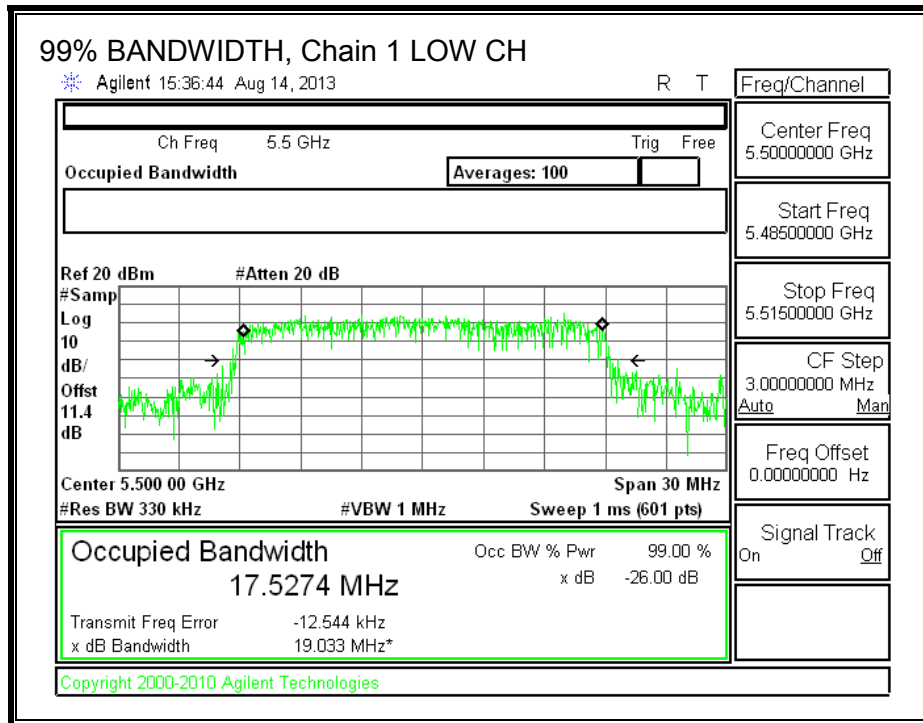 99% BANDWIDTH, Chain 1 LOW CH
Agilent 15:36:44 Aug 14, 2013 R T
Freq/Channel
Ch Freq 5.5 GHz Trig Free
Occupied Bandwidth Averages: 100
Center Freq
5.50000000 GHz
Start Freq
5.48500000 GHz
Stop Freq
5.51500000 GHz
CF Step
3.00000000 MHz
Auto Man
Freq Offset
0.00000000 Hz
Signal Track
On Off
Ref 20 dBm #Atten 20 dB
#Samp
Log
10
dB/
Offst
11.4
dB
Center 5.500 00 GHz Span 30 MHz
#Res BW 330 kHz #VBW 1 MHz Sweep 1 ms (601 pts)
Occupied Bandwidth Occ BW % Pwr 99.00 %
17.5274 MHz x dB -26.00 dB
Transmit Freq Error -12.544 kHz
x dB Bandwidth 19.033 MHz*
Copyright 2000-2010 Agilent Technologies